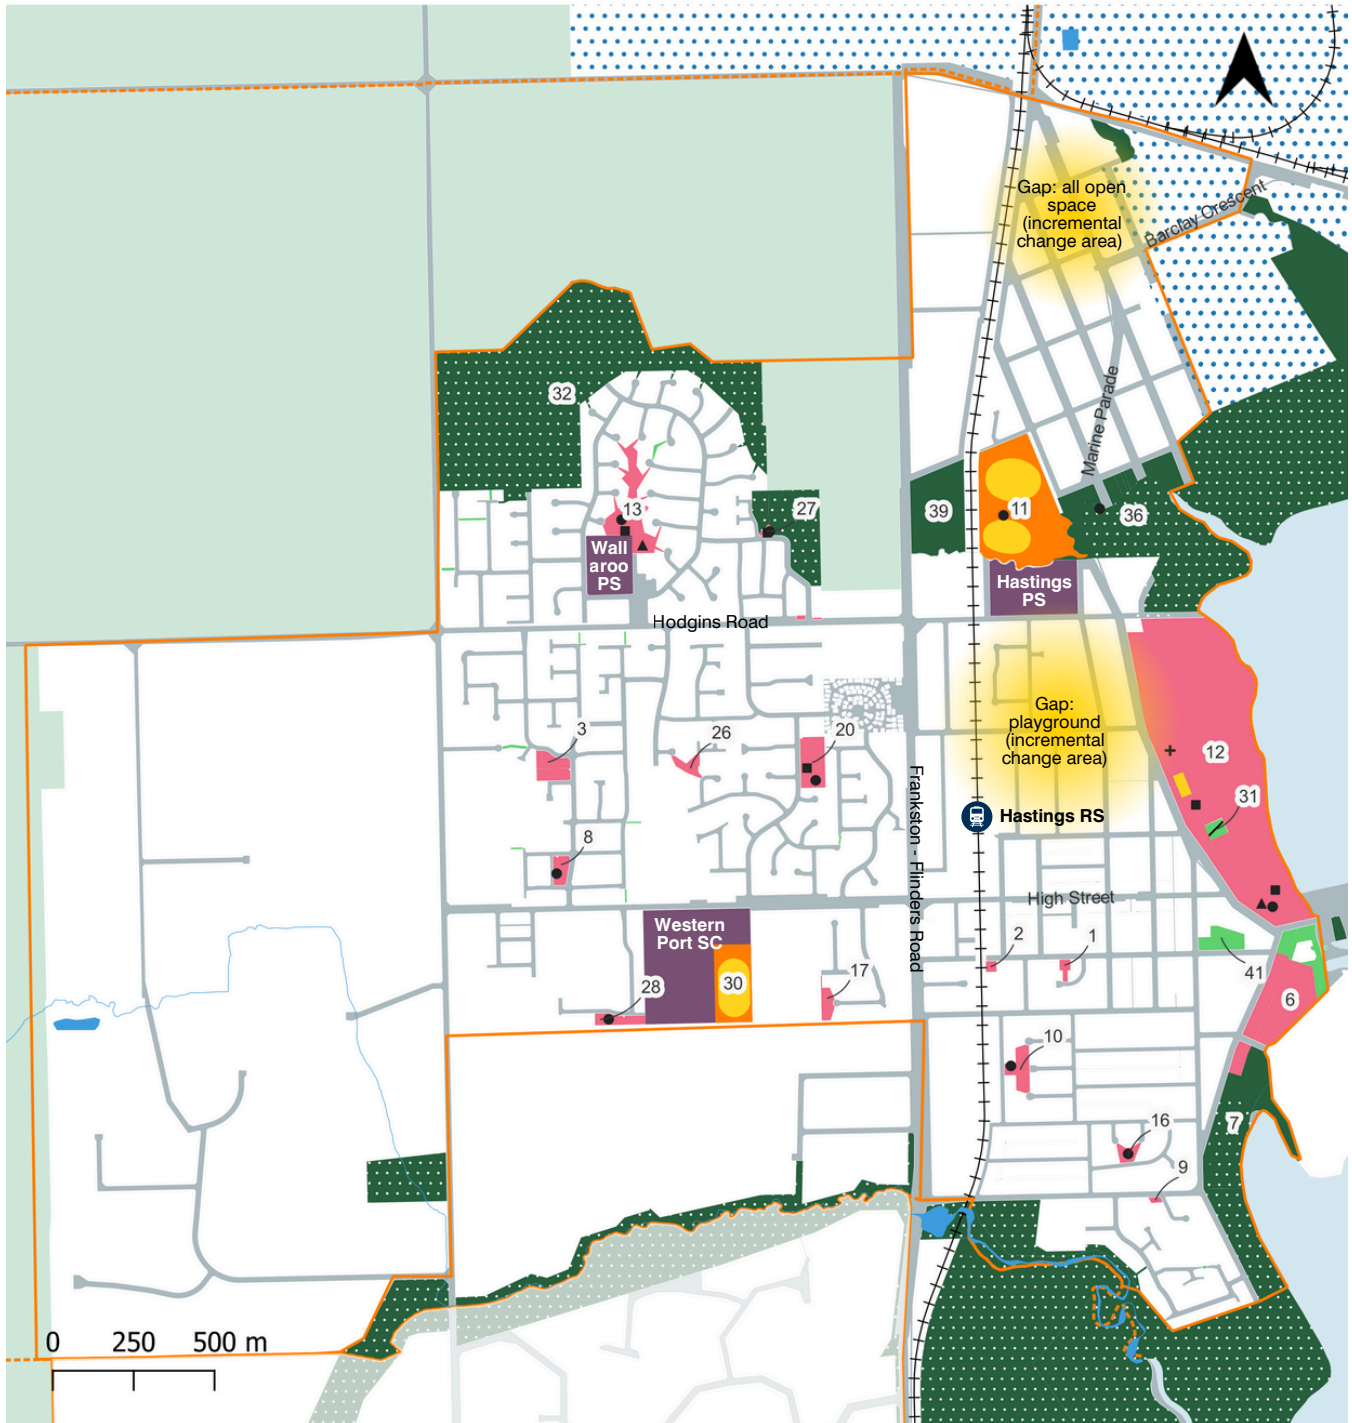 Gap: all open
space
(incremental
change area)
Barclay Crescent
Marine Parade
32
13
27
39
11
36
Wall
aroo
PS
Hastings
PS
Hodgins Road
Gap:
playground
(incremental
change area)
3
26
20
12
31
Hastings RS
8
Frankston - Flinders Road
High Street
Western
Port SC
2
1
41
17
28
30
6
10
16
7
9
0 250 500 m